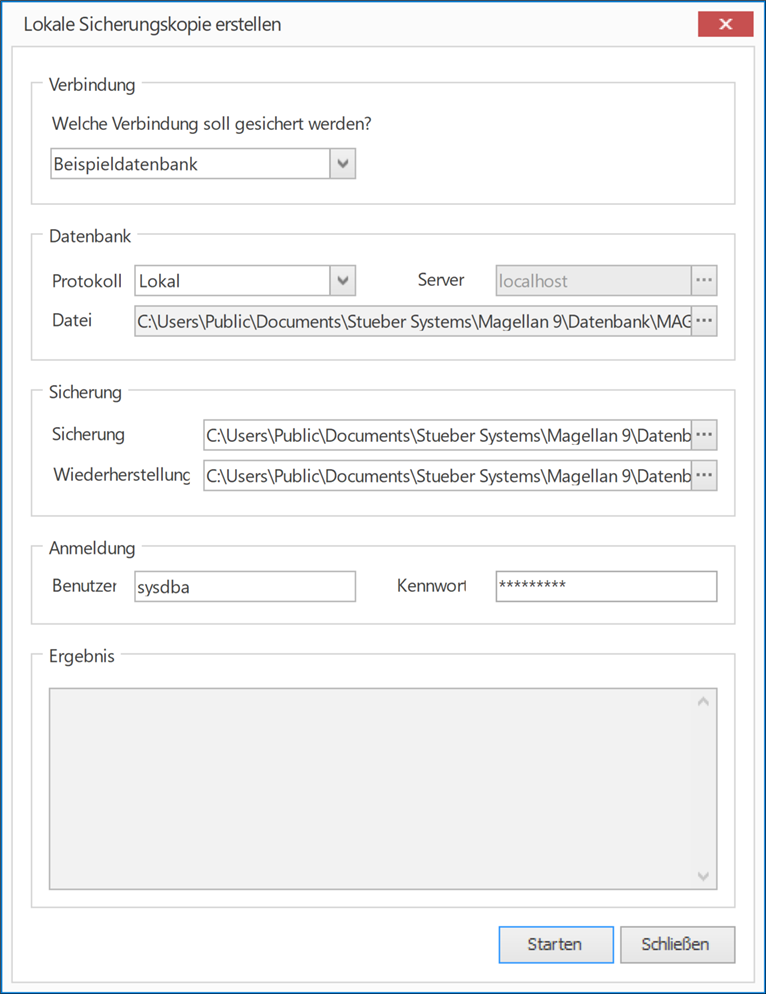 Lokale Sicherungskopie erstellen
Verbindung
Welche Verbindung soll gesichert werden?
Beispieldatenbank
Datenbank
Protokoll Lokal Server localhost ...
Datei C:\Users\Public\Documents\Stueber Systems\Magellan 9\Datenbank\MAG ...
Sicherung
Sicherung C:\Users\Public\Documents\Stueber Systems\Magellan 9\Datenb ...
Wiederherstellung C:\Users\Public\Documents\Stueber Systems\Magellan 9\Datenb ...
Anmeldung
Benutzer sysdba Kennwort *********
Ergebnis
Starten Schließen